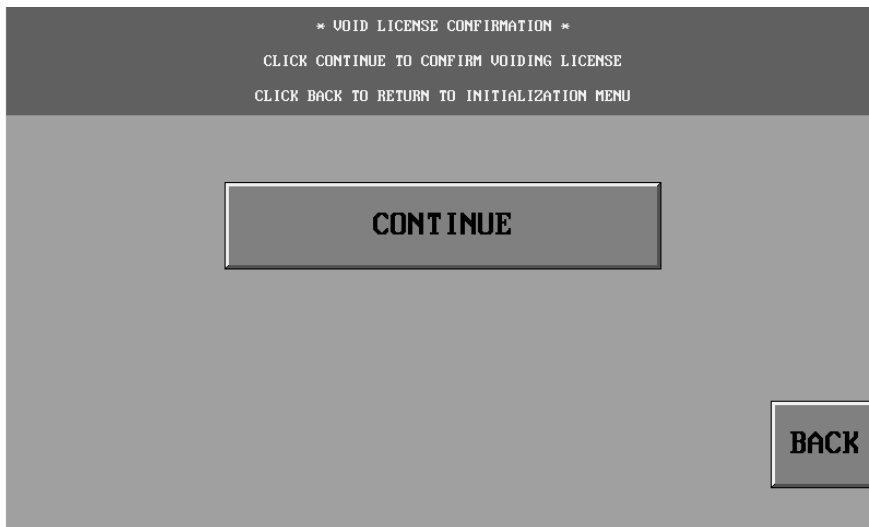 * VOID LICENSE CONFIRMATION *
CLICK CONTINUE TO CONFIRM VOIDING LICENSE
CLICK BACK TO RETURN TO INITIALIZATION MENU
CONTINUE
BACK